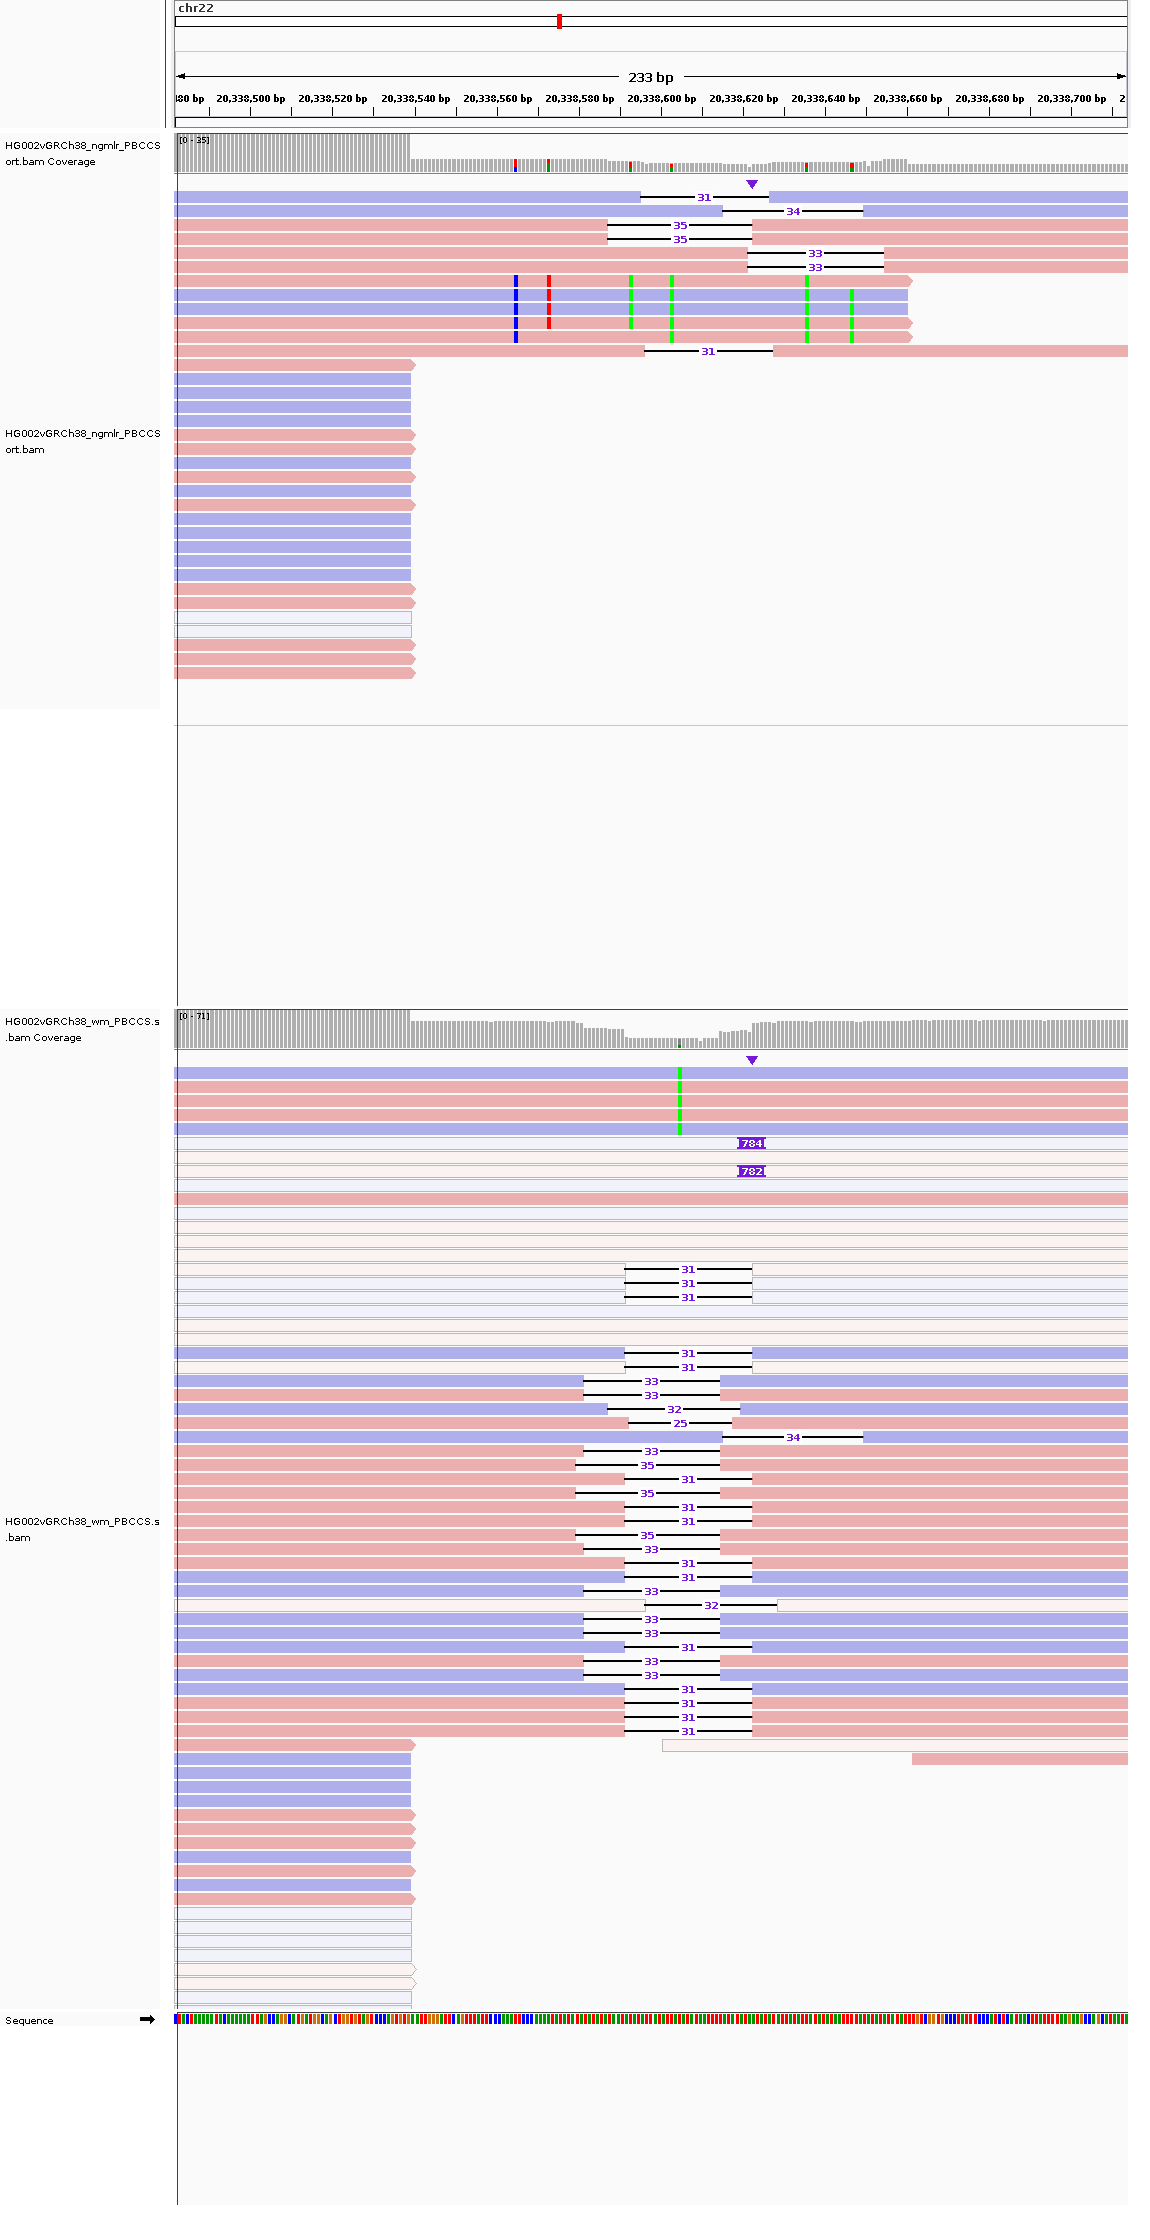 chr22
233 bp
80 bp 20,338,500 bp 20,338,520 bp 20,338,540 bp 20,338,560 bp 20,338,580 bp 20,338,600 bp 20,338,620 bp 20,338,640 bp 20,338,660 bp 20,338,680 bp 20,338,700 bp 2
HG002vGRCh38_ngmlr_PBCCS
ort.bam Coverage
[0 - 35]
31
34
35
35
33
33
31
HG002vGRCh38_ngmlr_PBCCS
ort.bam
HG002vGRCh38_wm_PBCCS.s
.bam Coverage
[0 - 71]
784
782
31
31
31
31
31
33
33
32
25
34
33
35
31
35
31
31
35
33
31
31
33
32
33
33
31
33
33
31
31
31
31
HG002vGRCh38_wm_PBCCS.s
.bam
Sequence